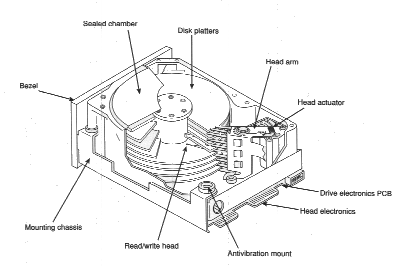 Sealed chamber
Disk platters
Head arm
Bezel
Head actuator
Drive electronics PCB
Head electronics
Mounting chassis
Read/write head
Antivibration mount